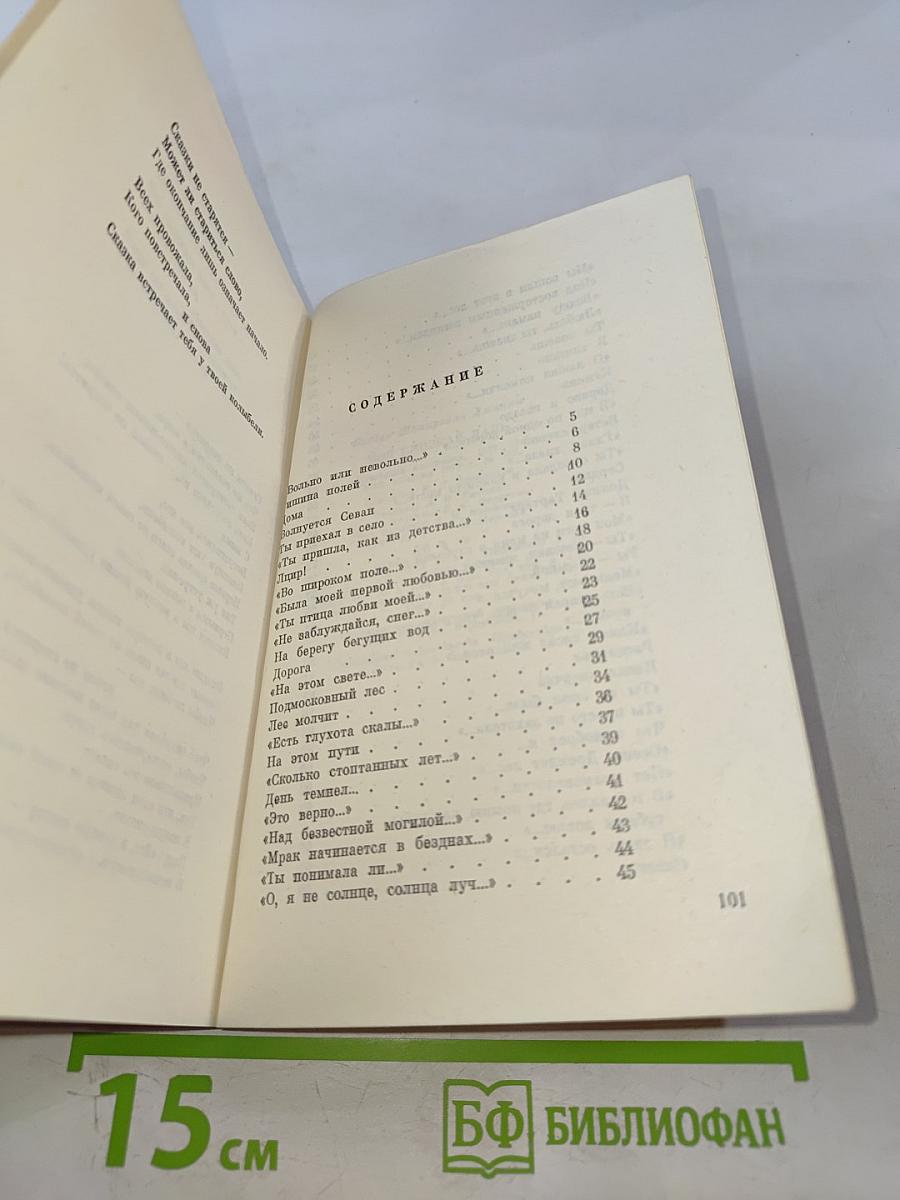 Сказки не старятся —
Может ли стариться слово,
Где окончание лишь означает начало.
Всех провожала,
Кого повстречала, и снова
Сказка встречает тебя у твоей колыбели.
СОДЕРЖАНИЕ
Вольно или невольно...» . . . . . . 5
ишина полей . . . . . . . . 6
Дома . . . . . . . . . 8
Волнуется Севан . . . . . . . 10
Ты приехал в село . . . . . . . 12
«Ты пришла, как из детства...» . . . . 14
Лцир! . . . . . . . . . 16
«Во широком поле...» . . . . . . 18
«Была моей первой любовью...» . . . . 20
«Ты птица любви моей...» . . . . . 22
«Не заблуждайся, снег...» . . . . . 23
На берегу бегущих вод . . . . . . 25
Дорога . . . . . . . . . 27
«На этом свете...» . . . . . . . 29
Подмосковный лес . . . . . . . 31
Лес молчит . . . . . . . . 34
«Есть глухота скалы...» . . . . . . 36
На этом пути . . . . . . . . 37
«Сколько стоптанных лет...» . . . . . 39
День темнел... . . . . . . . . 40
«Это верно...» . . . . . . . . 41
«Над безвестной могилой...» . . . . . 42
«Мрак начинается в безднах...» . . . . 43
«Ты понимала ли...» . . . . . . . 44
«О, я не солнце, солнца луч...» . . . . 45
101
15 см
БФ БИБЛИОФАН